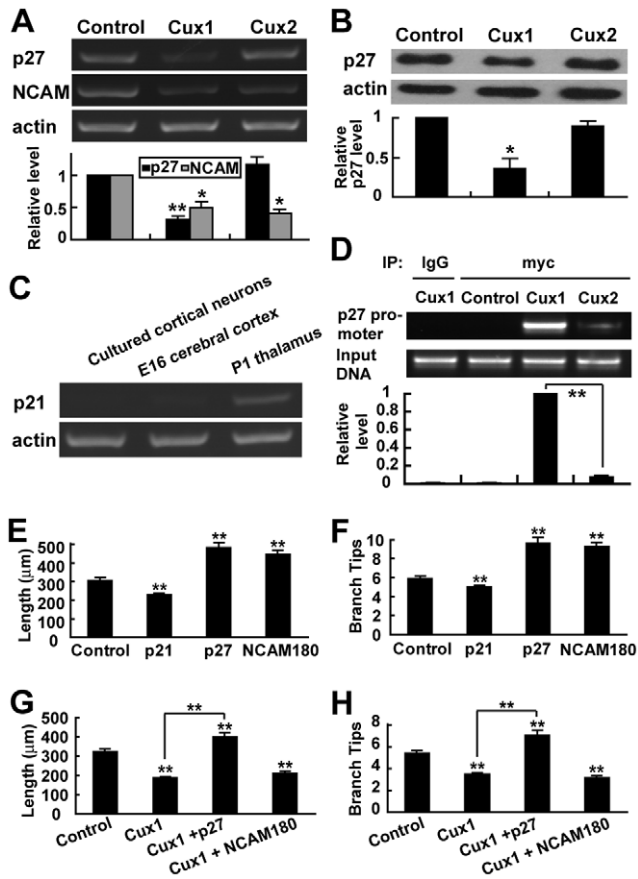 A
Control Cux1 Cux2
p27
NCAM
actin
Relative level
1
0.5
0
p27 NCAM
** * *
B
Control Cux1 Cux2
p27
actin
Relative
p27 level
1
0.5
0
*
C
Cultured cortical neurons
E16 cerebral cortex
P1 thalamus
p21
actin
D
IP: IgG myc
Cux1 Control Cux1 Cux2
p27 pro-
moter
Input
DNA
Relative
level
1
0.8
0.6
0.4
0.2
0
**
E
Length (µm)
500
400
300
200
100
0
** ** **
Control p21 p27 NCAM180
F
Branch Tips
10
8
6
4
2
0
** ** **
Control p21 p27 NCAM180
G
Length (µm)
400
300
200
100
0
**
** ** **
Control
Cux1
Cux1 +p27
Cux1 + NCAM180
H
Branch Tips
8
6
4
2
0
**
** ** **
Control
Cux1
Cux1 +p27
Cux1 + NCAM180